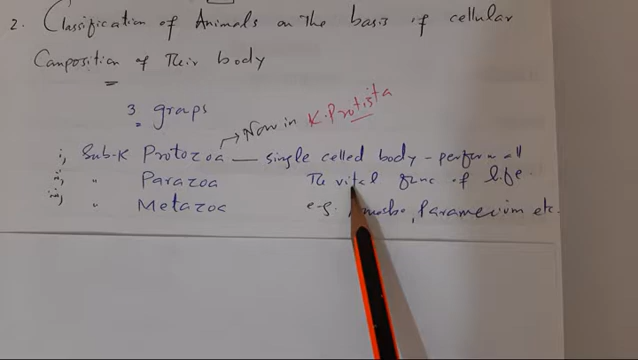 2. Classification of Animals on The basis of cellular
Composition of Their body
3 groups
→ Now in K. Protista
i, Sub-K Protozoa — single celled body - perform all
ii, " Parazoa The vital func of life.
iii, " Metazoa e-g. Amoeba, Paramecium etc.